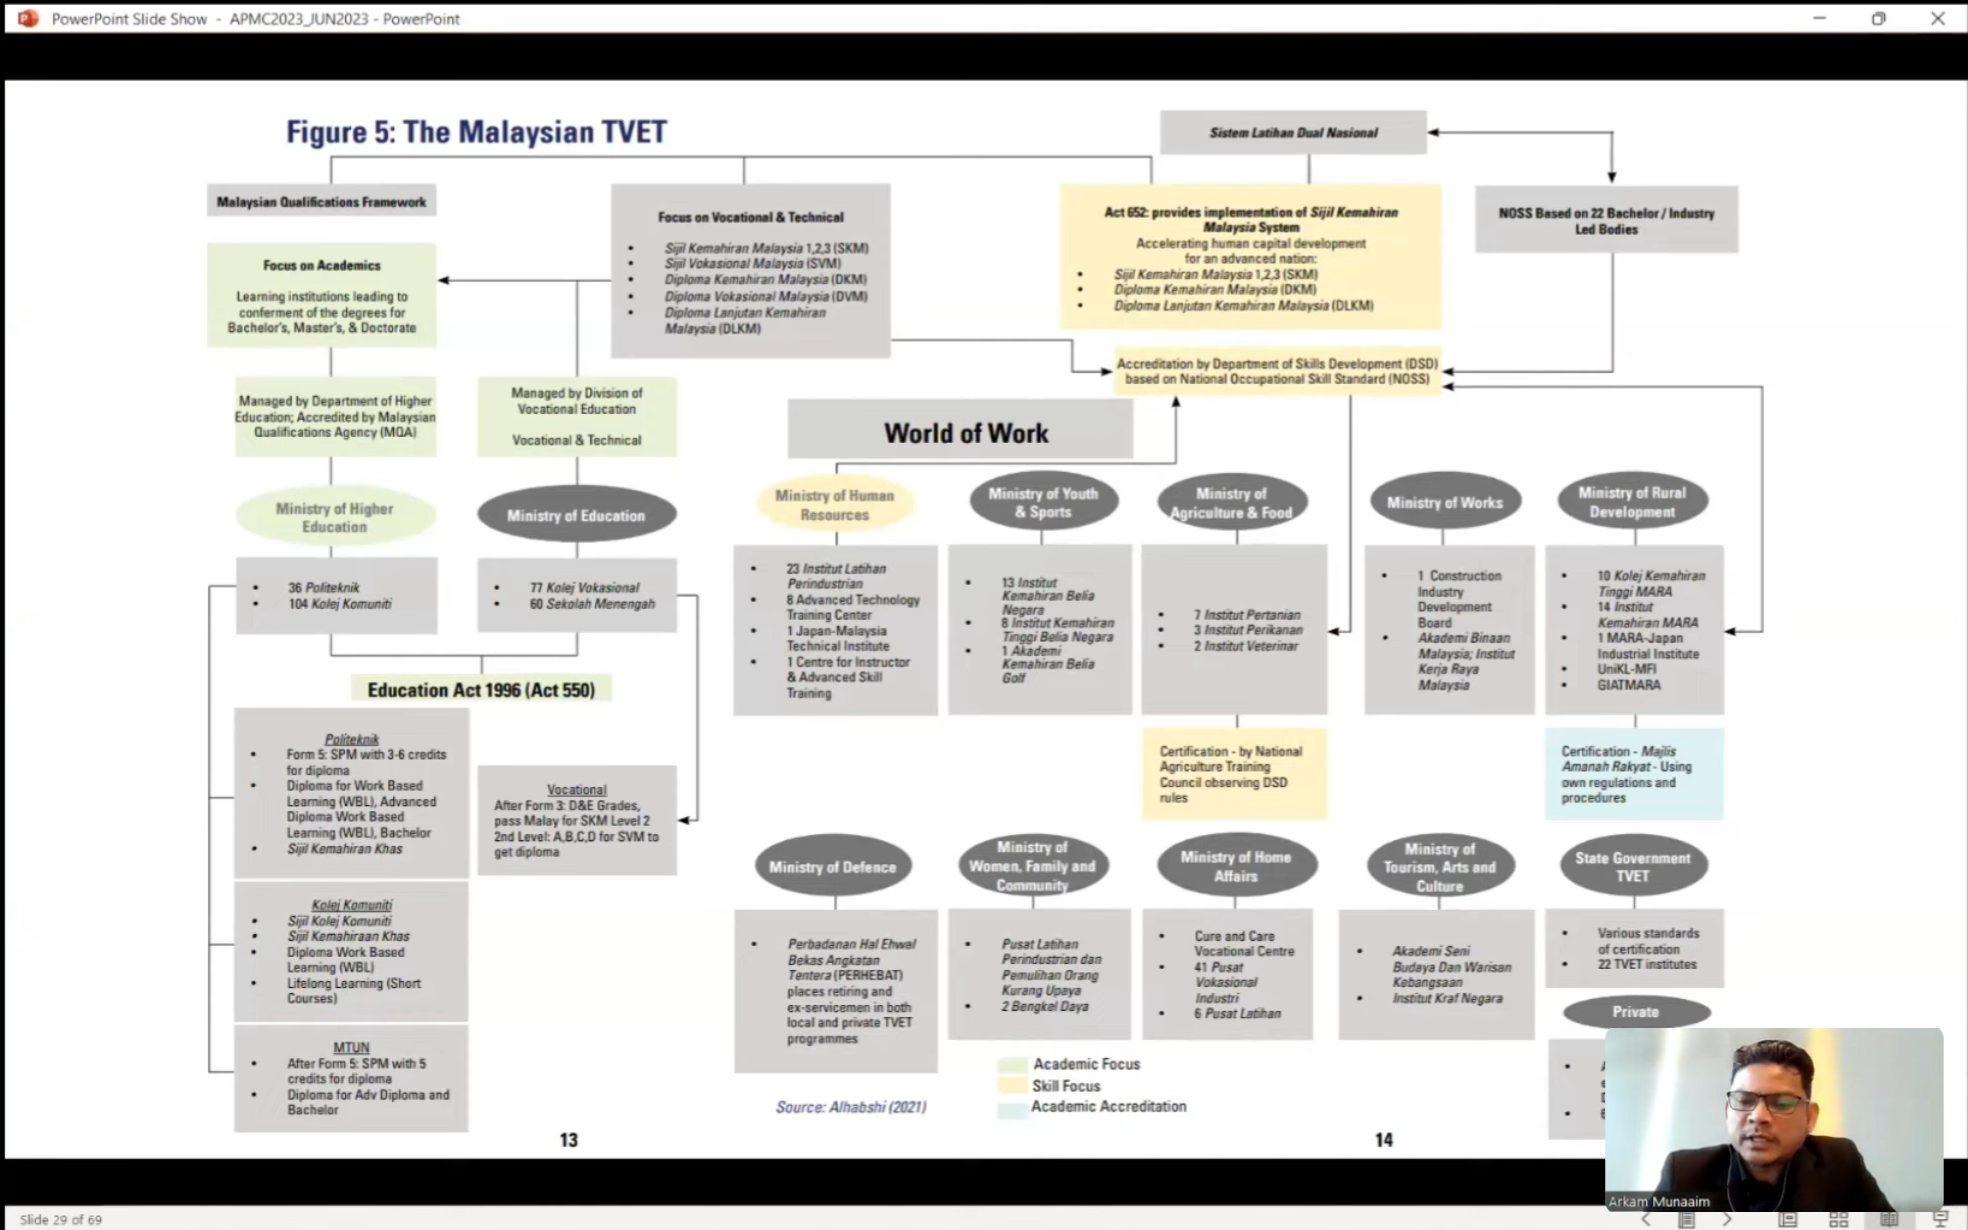 PowerPoint Slide Show - APMC2023_JUN2023 - PowerPoint
Figure 5: The Malaysian TVET
Sistem Latihan Dual Nasional
Malaysian Qualifications Framework
Focus on Academics
Learning institutions leading to
conferment of the degrees for
Bachelor's, Master's, & Doctorate
Managed by Department of Higher
Education; Accredited by Malaysian
Qualifications Agency (MQA)
Ministry of Higher
Education
• 36 Politeknik
• 104 Kolej Komuniti
Focus on Vocational & Technical
• Sijil Kemahiran Malaysia 1,2,3 (SKM)
• Sijil Vokasional Malaysia (SVM)
• Diploma Kemahiran Malaysia (DKM)
• Diploma Vokasional Malaysia (DVM)
• Diploma Lanjutan Kemahiran
Malaysia (DLKM)
Managed by Division of
Vocational Education
Vocational & Technical
Ministry of Education
• 77 Kolej Vokasional
• 60 Sekolah Menengah
Act 652: provides implementation of Sijil Kemahiran
Malaysia System
Accelerating human capital development
for an advanced nation:
• Sijil Kemahiran Malaysia 1,2,3 (SKM)
• Diploma Kemahiran Malaysia (DKM)
• Diploma Lanjutan Kemahiran Malaysia (DLKM)
NOSS Based on 22 Bachelor / Industry
Led Bodies
Accreditation by Department of Skills Development (DSD)
based on National Occupational Skill Standard (NOSS)
Education Act 1996 (Act 550)
Politeknik
• Form 5: SPM with 3-6 credits
for diploma
• Diploma for Work Based
Learning (WBL), Advanced
Diploma Work Based
Learning (WBL), Bachelor
• Sijil Kemahiran Khas
Kolej Komuniti
• Sijil Kolej Komuniti
• Sijil Kemahiraan Khas
• Diploma Work Based
Learning (WBL)
• Lifelong Learning (Short
Courses)
MTUN
• After Form 5: SPM with 5
credits for diploma
• Diploma for Adv Diploma and
Bachelor
Vocational
After Form 3: D&E Grades,
pass Malay for SKM Level 2
2nd Level: A,B,C,D for SVM to
get diploma
World of Work
Ministry of Human
Resources
• 23 Institut Latihan
Perindustrian
• 8 Advanced Technology
Training Center
• 1 Japan-Malaysia
Technical Institute
• 1 Centre for Instructor
& Advanced Skill
Training
Ministry of Youth
& Sports
• 13 Institut
Kemahiran Belia
Negara
• 8 Institut Kemahiran
Tinggi Belia Negara
• 1 Akademi
Kemahiran Belia
Golf
Ministry of
Agriculture & Food
• 7 Institut Pertanian
• 3 Institut Perikanan
• 2 Institut Veterinar
Certification - by National
Agriculture Training
Council observing DSD
rules
Ministry of Works
• 1 Construction
Industry
Development
Board
• Akademi Binaan
Malaysia; Institut
Kerja Raya
Malaysia
Ministry of Rural
Development
• 10 Kolej Kemahiran
Tinggi MARA
• 14 Institut
Kemahiran MARA
• 1 MARA-Japan
Industrial Institute
• UniKL-MFI
• GIATMARA
Certification - Majlis
Amanah Rakyat - Using
own regulations and
procedures
Ministry of Defence
• Perbadanan Hal Ehwal
Bekas Angkatan
Tentera (PERHEBAT)
places retiring and
ex-servicemen in both
local and private TVET
programmes
Ministry of
Women, Family and
Community
• Pusat Latihan
Perindustrian dan
Pemulihan Orang
Kurang Upaya
• 2 Bengkel Daya
Ministry of Home
Affairs
• Cure and Care
Vocational Centre
• 41 Pusat
Vokasional
Industri
• 6 Pusat Latihan
Ministry of
Tourism, Arts and
Culture
• Akademi Seni
Budaya Dan Warisan
Kebangsaan
• Institut Kraf Negara
State Government
TVET
• Various standards
of certification
• 22 TVET institutes
Private
Academic Focus
Skill Focus
Academic Accreditation
Source: Alhabshi (2021)
13
14
Arkam Munaaim
Slide 29 of 69